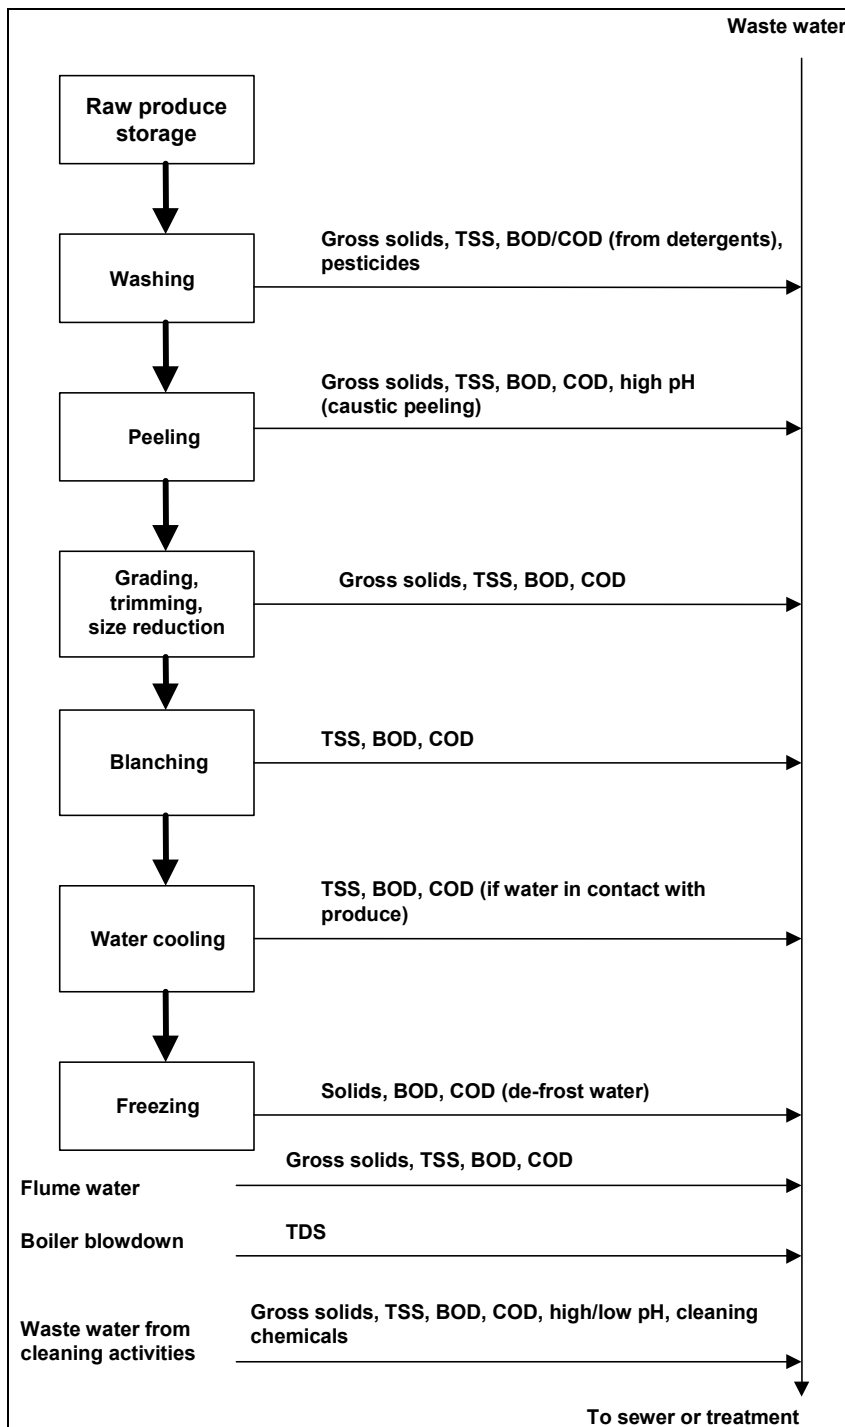 Waste water
Raw produce
storage
Gross solids, TSS, BOD/COD (from detergents),
pesticides
Washing
Gross solids, TSS, BOD, COD, high pH
(caustic peeling)
Peeling
Grading,
trimming,
size reduction
Gross solids, TSS, BOD, COD
TSS, BOD, COD
Blanching
TSS, BOD, COD (if water in contact with
produce)
Water cooling
Solids, BOD, COD (de-frost water)
Freezing
Gross solids, TSS, BOD, COD
Flume water
TDS
Boiler blowdown
Gross solids, TSS, BOD, COD, high/low pH, cleaning
chemicals
Waste water from
cleaning activities
To sewer or treatment